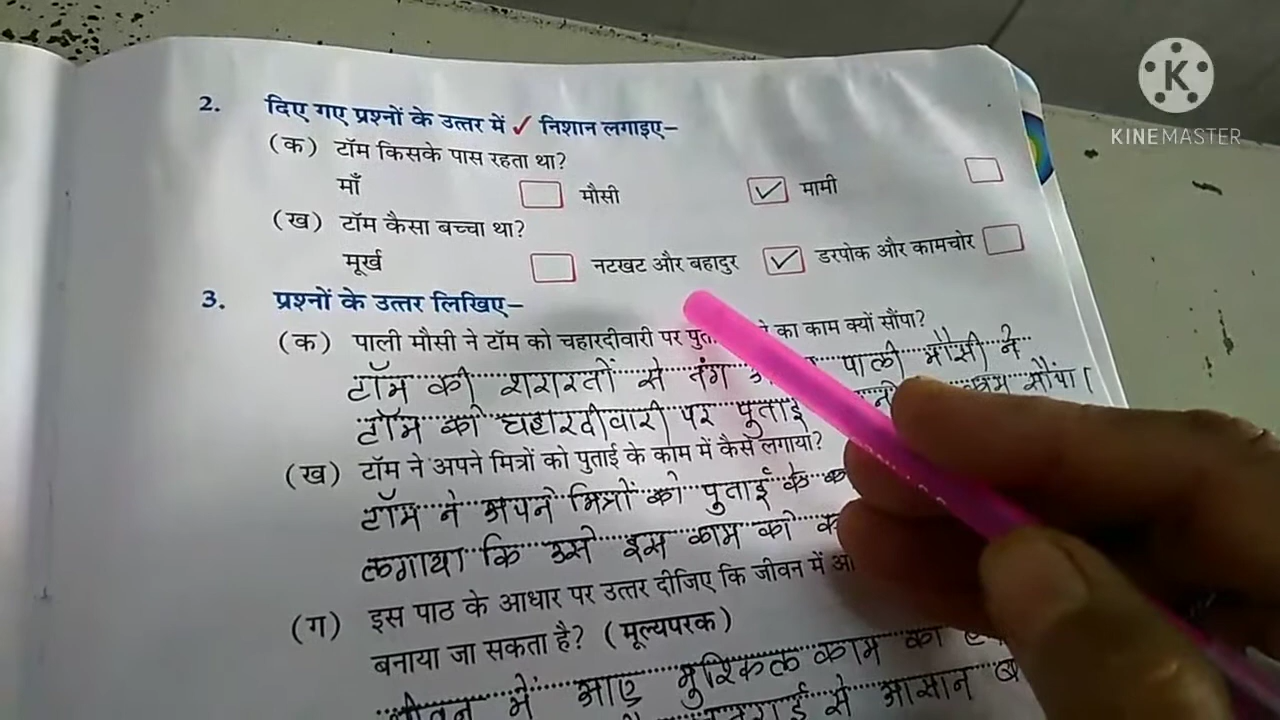 2. दिए गए प्रश्नों के उत्तर में ✓ निशान लगाइए–
(क) टॉम किसके पास रहता था?
माँ मौसी ✓ मामी
(ख) टॉम कैसा बच्चा था?
मूर्ख नटखट और बहादुर ✓ डरपोक और कामचोर
3. प्रश्नों के उत्तर लिखिए–
(क) पाली मौसी ने टॉम को चहारदीवारी पर का काम क्यों सौंपा?
टॉम की शरारतों से तंग पाली मौसी ने
टॉम को चहारदीवारी पर पुताई सौंपा।
(ख) टॉम ने अपने मित्रों को पुताई के काम में कैसे लगाया?
टॉम ने अपने मित्रों को पुताई के
लगाया कि उसे इस काम को
(ग) इस पाठ के आधार पर उत्तर दीजिए कि जीवन में
बनाया जा सकता है? (मूल्यपरक)
जीवन में आए मुश्किल काम को
से आसान
KINEMASTER